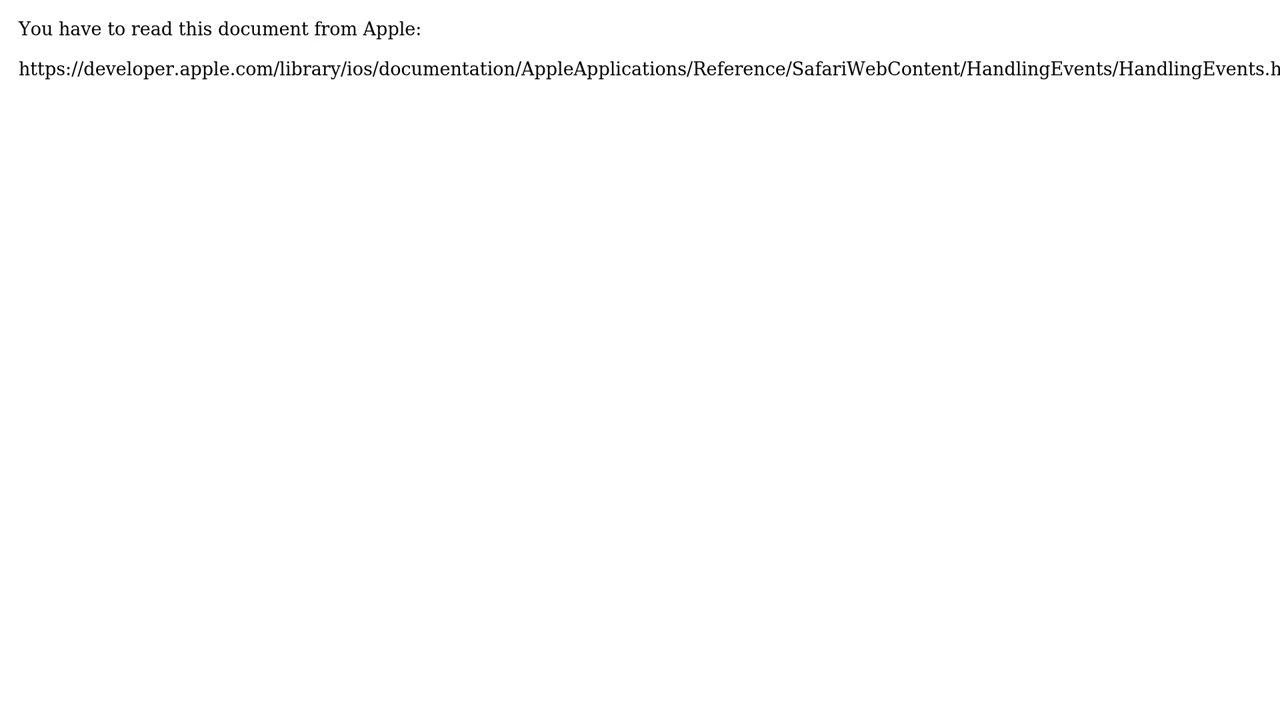 You have to read this document from Apple:
https://developer.apple.com/library/ios/documentation/AppleApplications/Reference/SafariWebContent/HandlingEvents/HandlingEvents.h